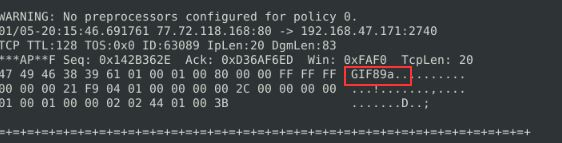 WARNING: No preprocessors configured for policy 0.
01/05-20:15:46.691761 77.72.118.168:80 -> 192.168.47.171:2740
TCP TTL:128 TOS:0x0 ID:63089 IpLen:20 DgmLen:83
***AP**F Seq: 0x142B362E  Ack: 0xD36AF6ED  Win: 0xFAF0  TcpLen: 20
47 49 46 38 39 61 01 00 01 00 80 00 00 FF FF FF  GIF89a..........
00 00 00 21 F9 04 01 00 00 00 00 2C 00 00 00 00  ...!.......,....
01 00 01 00 00 02 02 44 01 00 3B                 .......D..;
=+=+=+=+=+=+=+=+=+=+=+=+=+=+=+=+=+=+=+=+=+=+=+=+=+=+=+=+=+=+=+=+=+=+=+=+=+